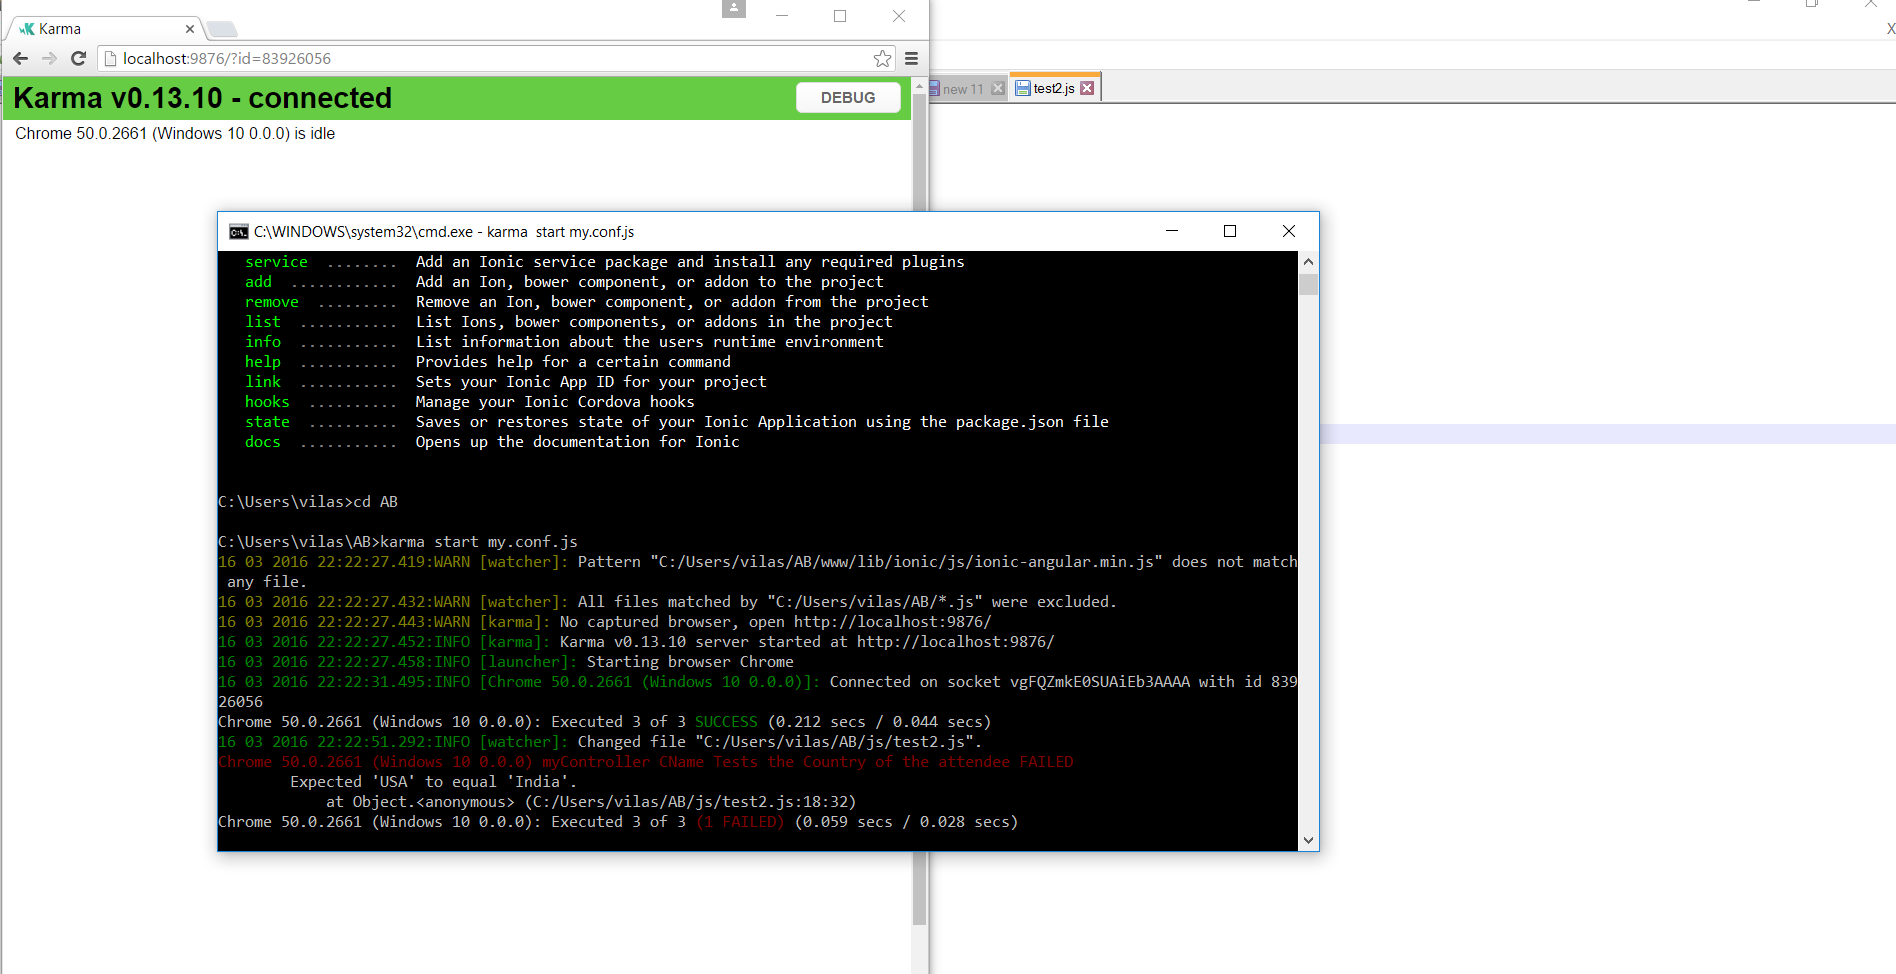 Karma
localhost:9876/?id=83926056
Karma v0.13.10 - connected
DEBUG
Chrome 50.0.2661 (Windows 10 0.0.0) is idle
new 11
test2.js
X
C:\WINDOWS\system32\cmd.exe - karma  start my.conf.js
service ........ Add an Ionic service package and install any required plugins
add ............ Add an Ion, bower component, or addon to the project
remove ......... Remove an Ion, bower component, or addon from the project
list ........... List Ions, bower components, or addons in the project
info ........... List information about the users runtime environment
help ........... Provides help for a certain command
link ........... Sets your Ionic App ID for your project
hooks .......... Manage your Ionic Cordova hooks
state .......... Saves or restores state of your Ionic Application using the package.json file
docs ........... Opens up the documentation for Ionic
C:\Users\vilas>cd AB
C:\Users\vilas\AB>karma start my.conf.js
16 03 2016 22:22:27.419:WARN [watcher]: Pattern "C:/Users/vilas/AB/www/lib/ionic/js/ionic-angular.min.js" does not match
any file.
16 03 2016 22:22:27.432:WARN [watcher]: All files matched by "C:/Users/vilas/AB/*.js" were excluded.
16 03 2016 22:22:27.443:WARN [karma]: No captured browser, open http://localhost:9876/
16 03 2016 22:22:27.452:INFO [karma]: Karma v0.13.10 server started at http://localhost:9876/
16 03 2016 22:22:27.458:INFO [launcher]: Starting browser Chrome
16 03 2016 22:22:31.495:INFO [Chrome 50.0.2661 (Windows 10 0.0.0)]: Connected on socket vgFQZmkE0SUAiEb3AAAA with id 839
26056
Chrome 50.0.2661 (Windows 10 0.0.0): Executed 3 of 3 SUCCESS (0.212 secs / 0.044 secs)
16 03 2016 22:22:51.292:INFO [watcher]: Changed file "C:/Users/vilas/AB/js/test2.js".
Chrome 50.0.2661 (Windows 10 0.0.0) myController CName Tests the Country of the attendee FAILED
Expected 'USA' to equal 'India'.
at Object.<anonymous> (C:/Users/vilas/AB/js/test2.js:18:32)
Chrome 50.0.2661 (Windows 10 0.0.0): Executed 3 of 3 (1 FAILED) (0.059 secs / 0.028 secs)